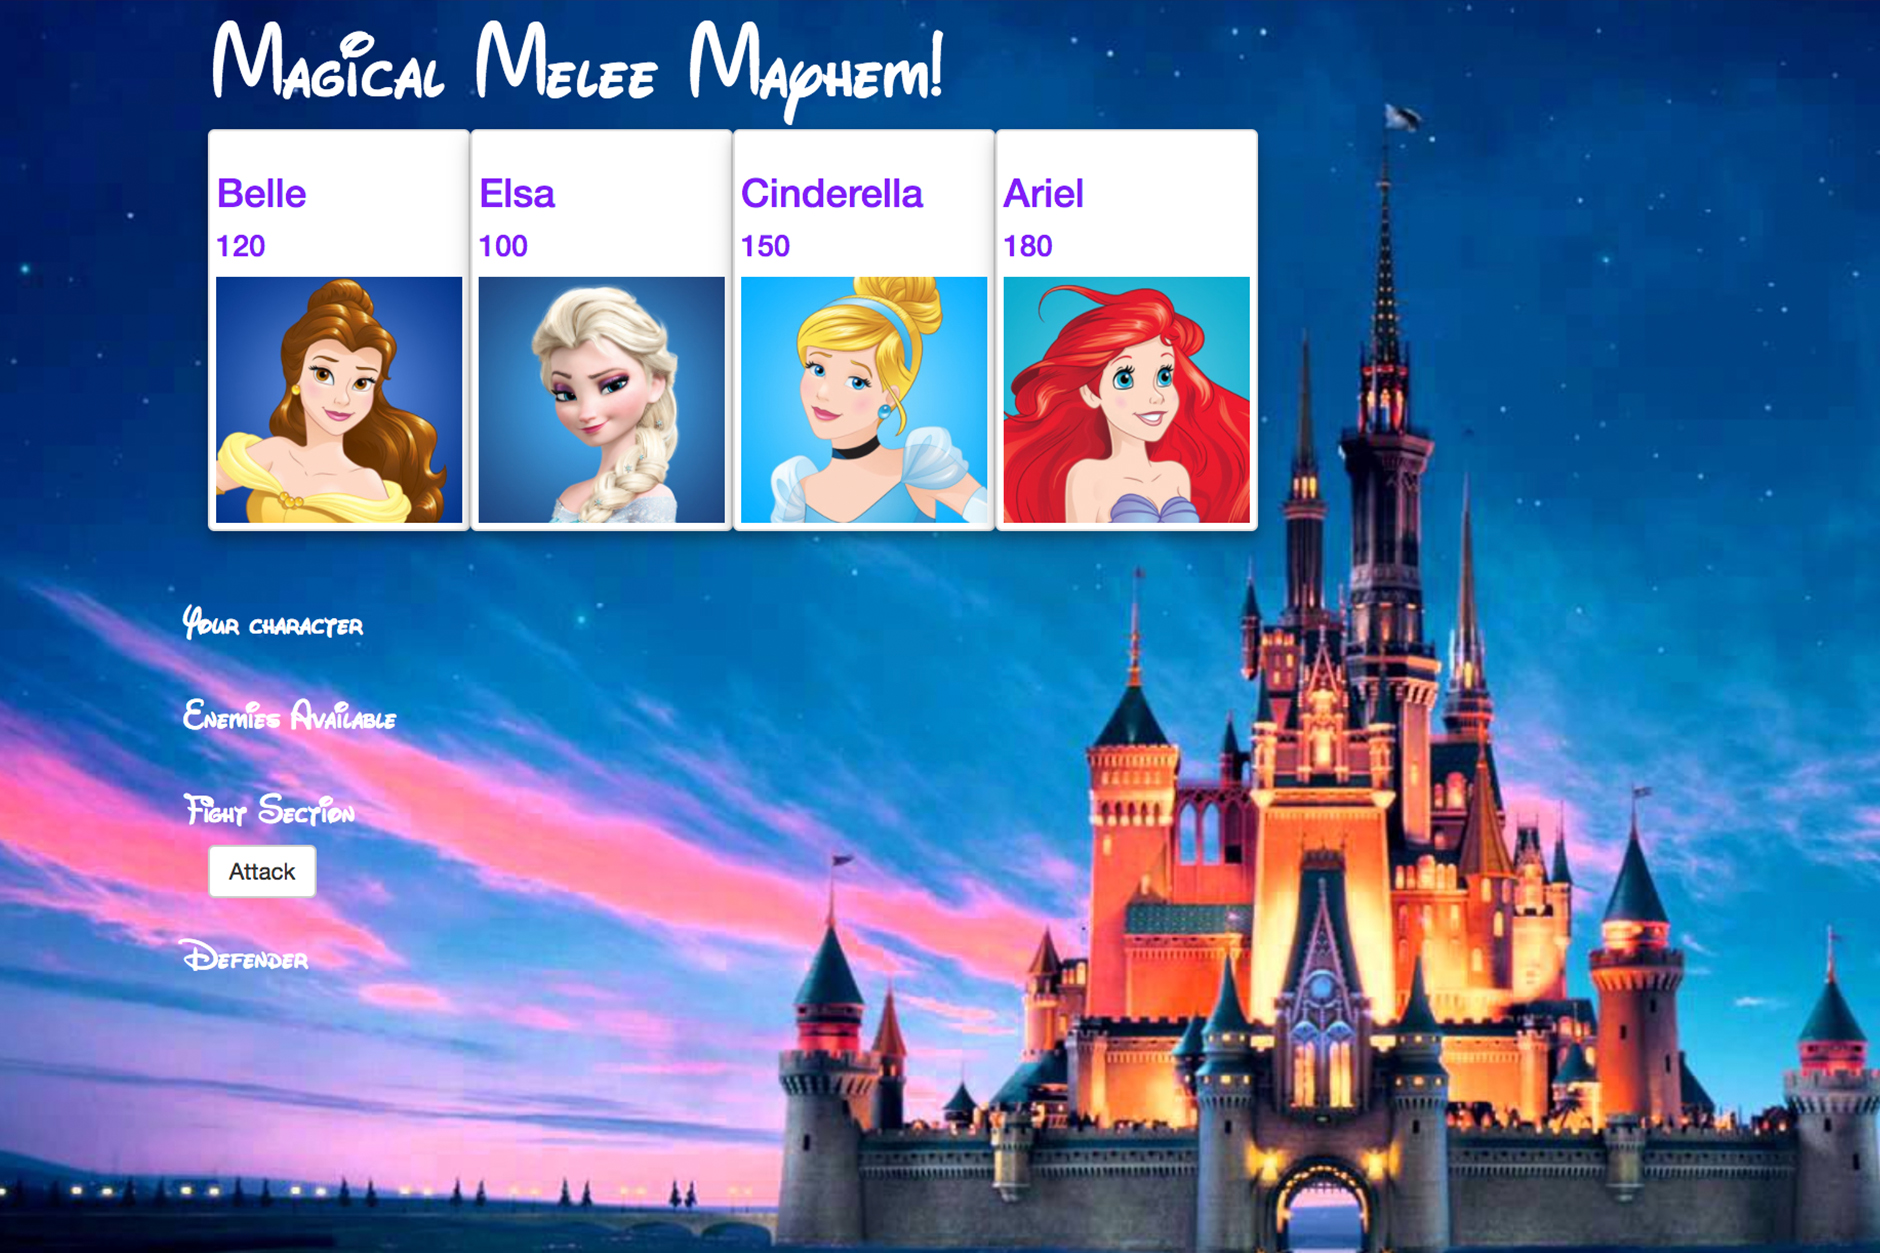 Magical Melee Mayhem!
Belle
120
Elsa
100
Cinderella
150
Ariel
180
Your character
Enemies Available
Fight Section
Attack
Defender